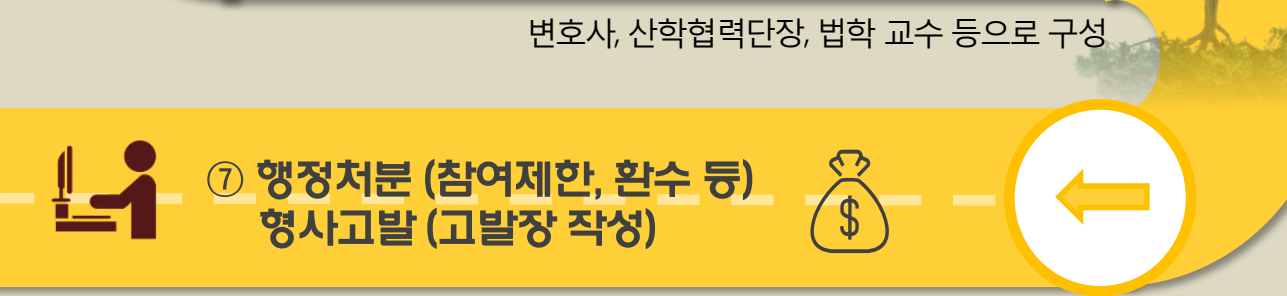 변호사, 산학협력단장, 법학 교수 등으로 구성
⑦ 행정처분 (참여제한, 환수 등)
형사고발 (고발장 작성)
$